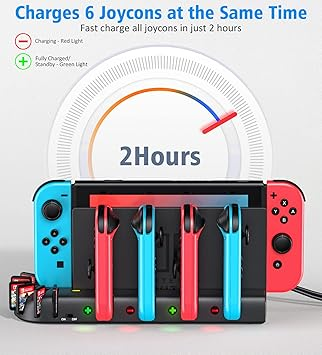 Charges 6 Joycons at the Same Time
Fast charge all joycons in just 2 hours
Charging - Red Light
Fully Charged/
Standby - Green Light
2Hours
X
Y
A
B